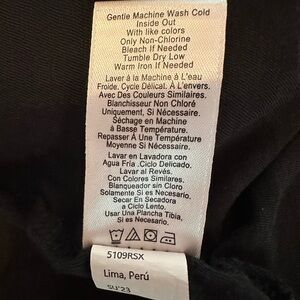 Gentle Machine Wash Cold
Inside Out
With like colors
Only Non-Chlorine
Bleach If Needed
Tumble Dry Low
Warm Iron If Needed
Laver à la Machine à L'eau
Froide. Cycle Délical. À L'envers.
Avec Des Couleurs Similaires.
Blanchisseur Non Chloré
Uniquement, Si Nécessaire.
Séchage en Machine
à Basse Température.
Repasser À Une Température
Moyenne Si Nécessaire.
Lavar en Lavadora con
Agua Fría .Ciclo Delicado.
Lavar al Revés.
Con Colores Similares.
Blanqueador sin Cloro
Solamente, Si Es Necesario.
Secar En Secadora
a Ciclo Lento.
Usar Una Plancha Tibia,
Si Es Necesario.
5109RSX
Lima, Perú
SU'23